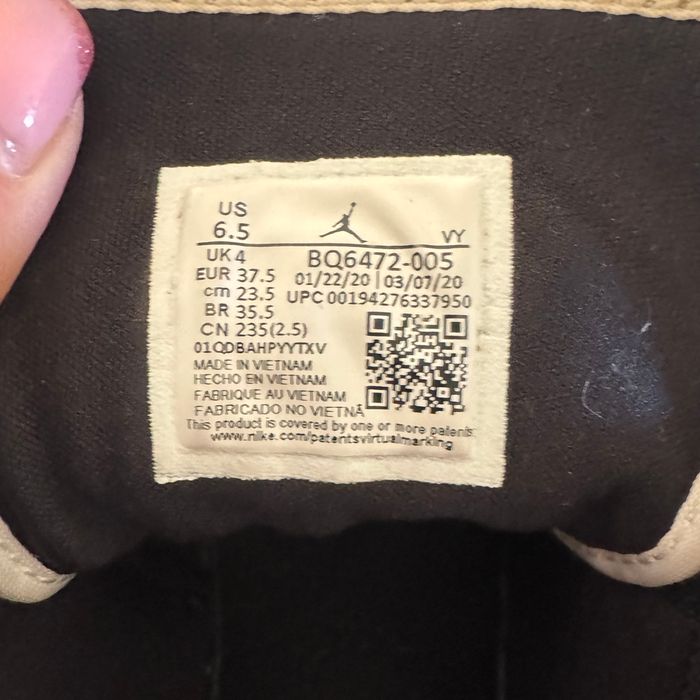 US
6.5
VY
UK 4
BQ6472-005
EUR 37.5
01/22/20 | 03/07/20
cm 23.5
UPC 00194276337950
BR 35.5
CN 235(2.5)
01QDBAHPYYTXV
MADE IN VIETNAM
HECHO EN VIETNAM
FABRIQUE AU VIETNAM
FABRICADO NO VIETNÃ
This product is covered by one or more patents
www.nike.com/patentsvirtualmarking